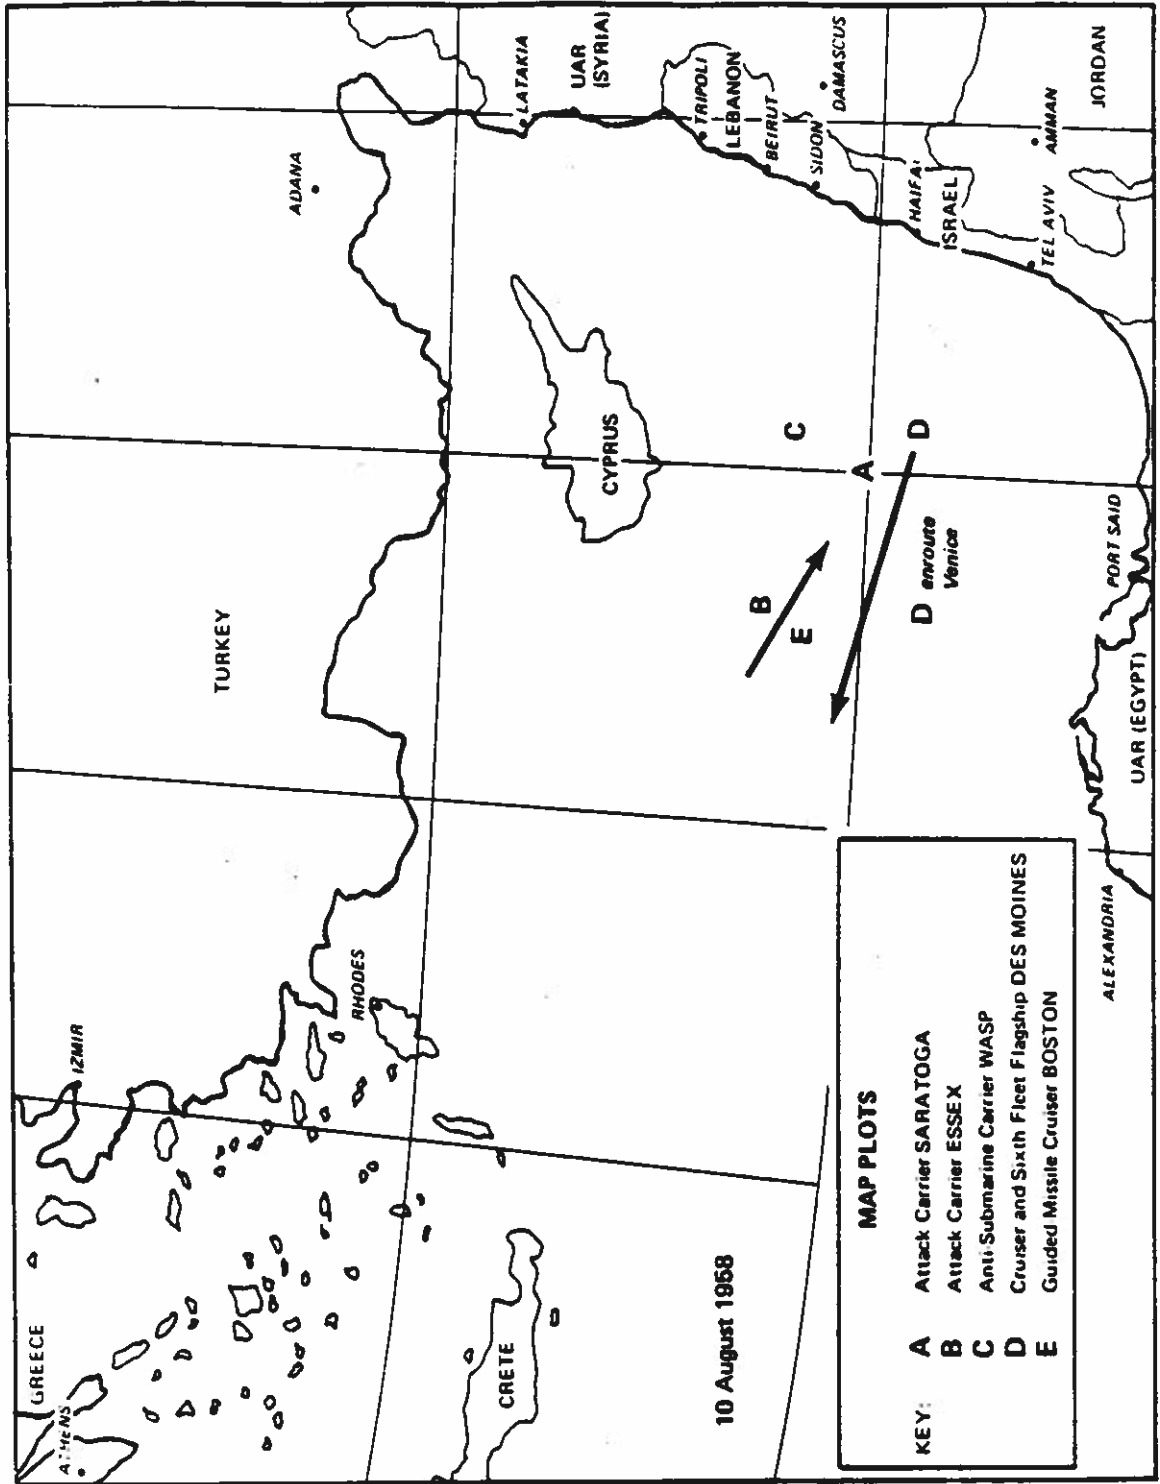 GREECE
ATHENS
IZMIR
TURKEY
ADANA
RHODES
LATAKIA
UAR
(SYRIA)
CRETE
CYPRUS
TRIPOLI
LEBANON
BEIRUT
SIDON
DAMASCUS
10 August 1958
B
E
C
A
D
D enroute
Venice
HAIFA
ISRAEL
TEL AVIV
AMMAN
JORDAN
PORT SAID
ALEXANDRIA
UAR (EGYPT)
MAP PLOTS
KEY: A Attack Carrier SARATOGA
B Attack Carrier ESSEX
C Anti-Submarine Carrier WASP
D Cruiser and Sixth Fleet Flagship DES MOINES
E Guided Missile Cruiser BOSTON